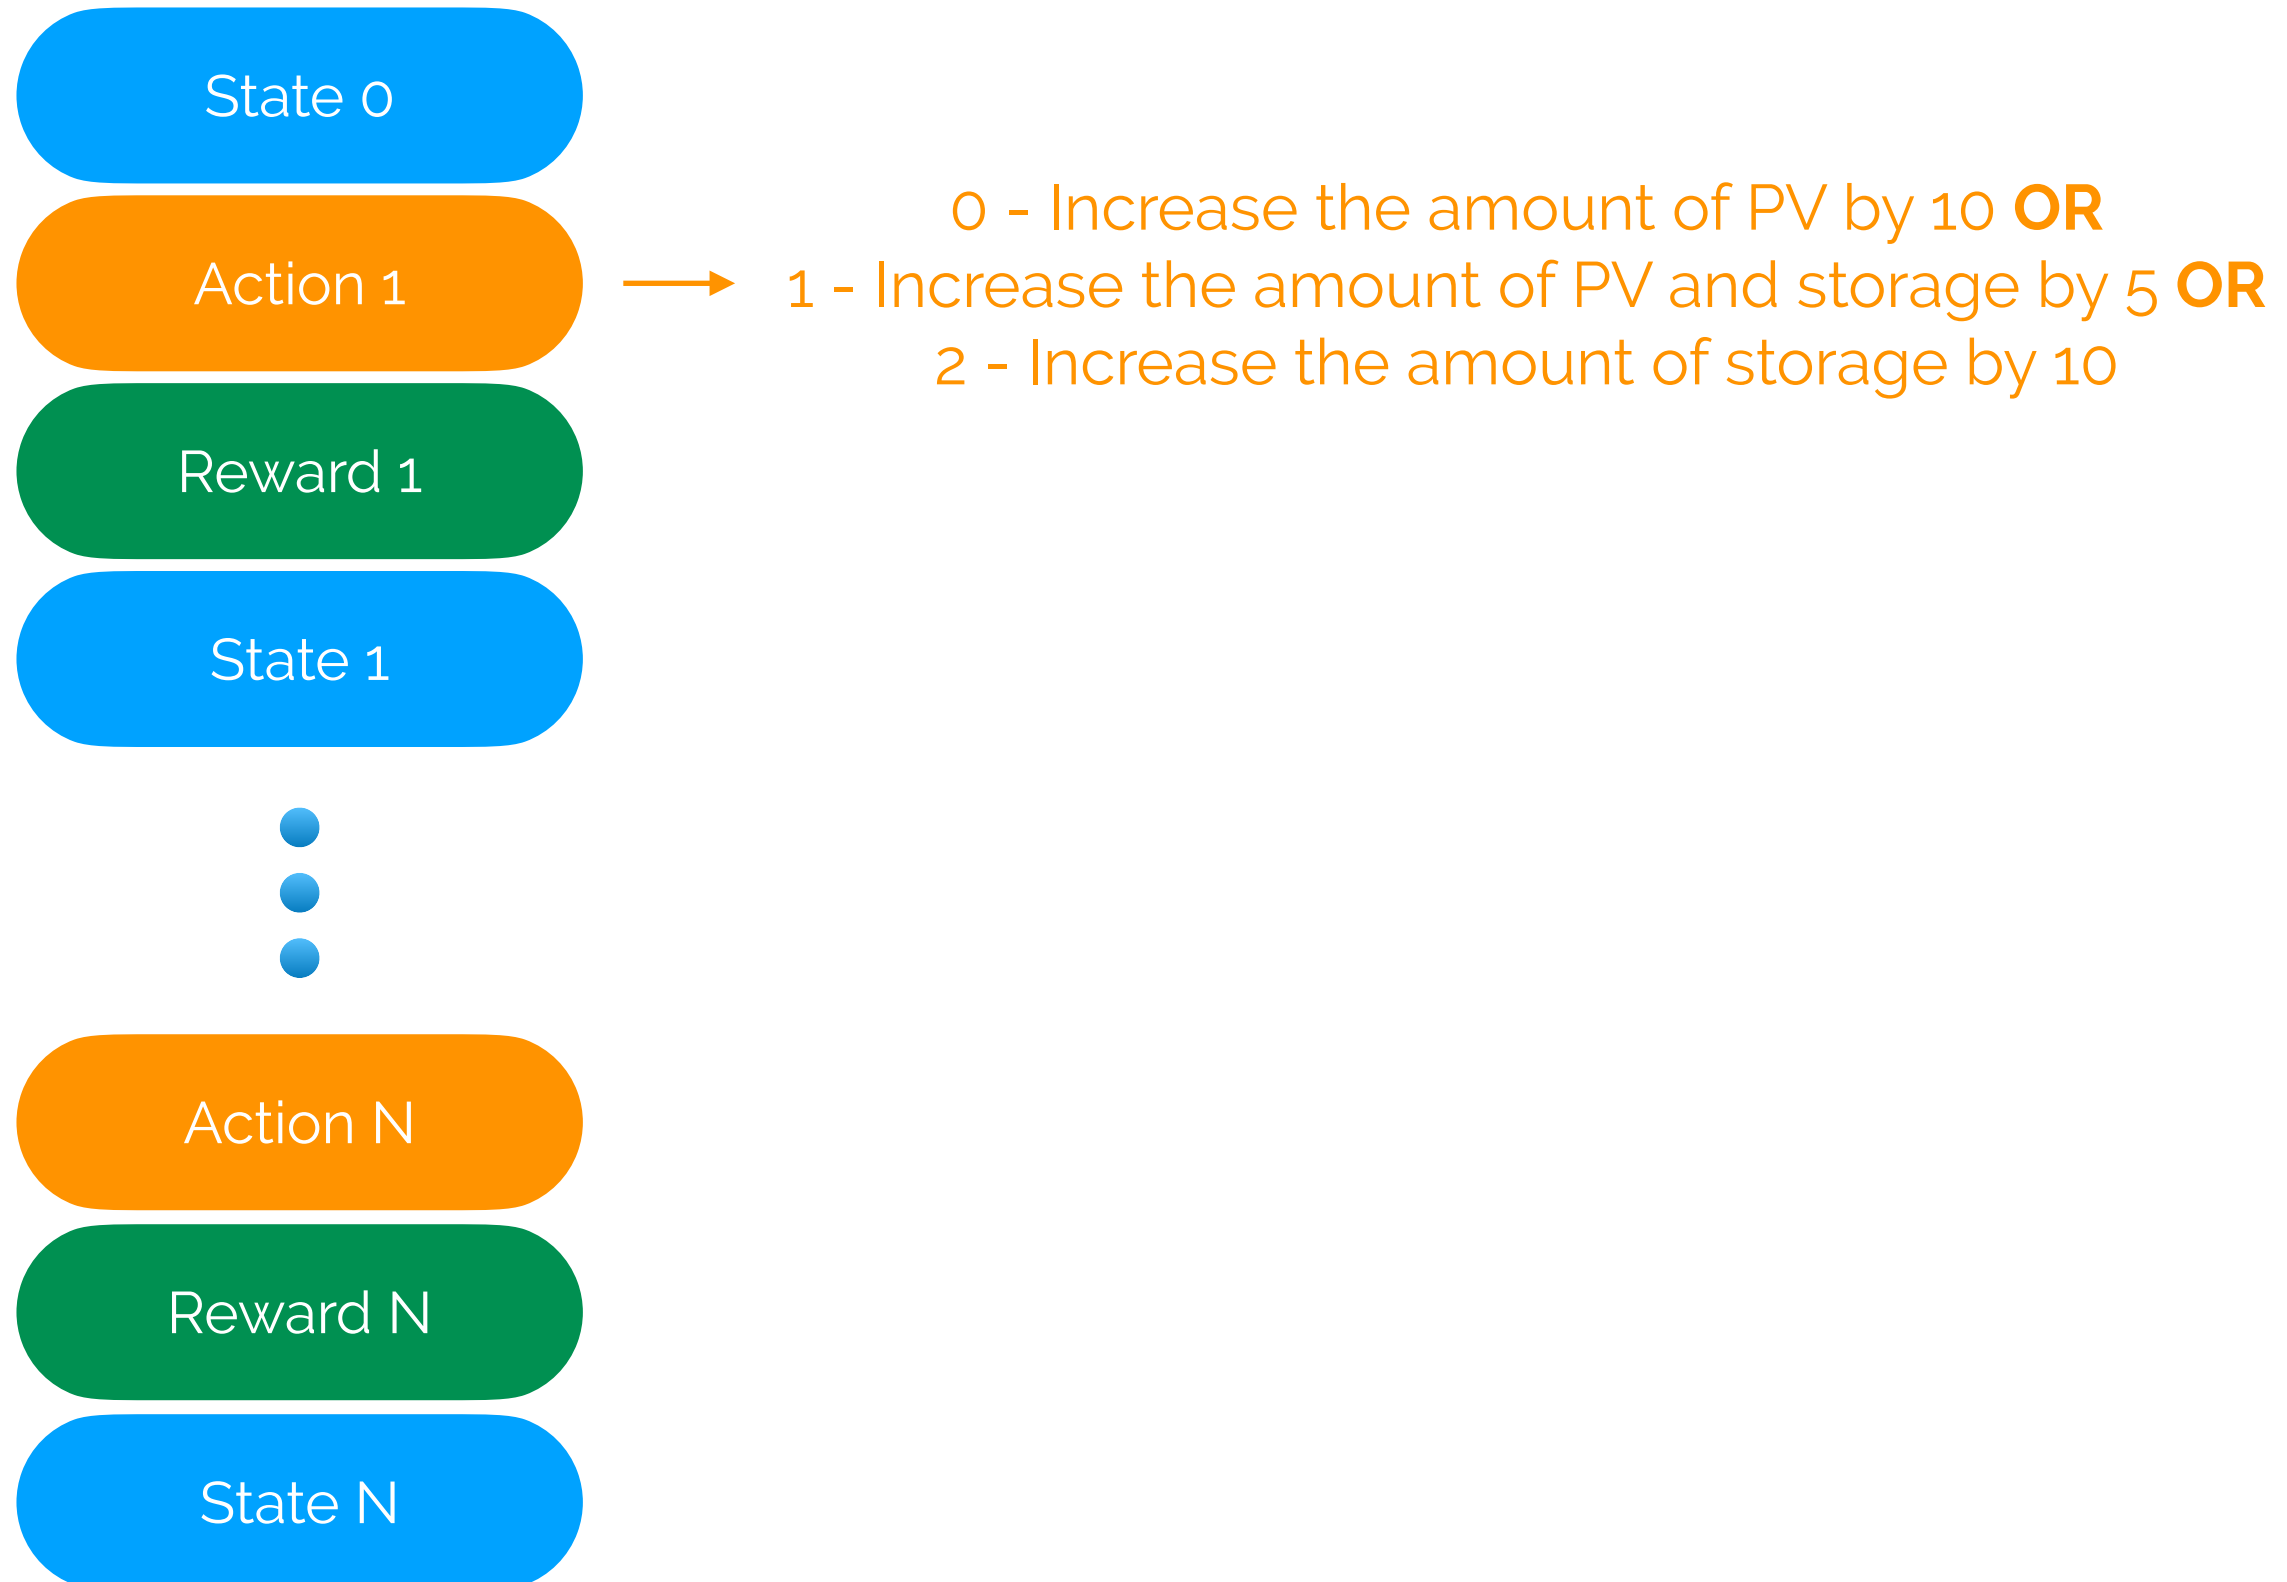 State 0
Action 1
0 - Increase the amount of PV by 10 OR
1 - Increase the amount of PV and storage by 5 OR
2 - Increase the amount of storage by 10
Reward 1
State 1
Action N
Reward N
State N